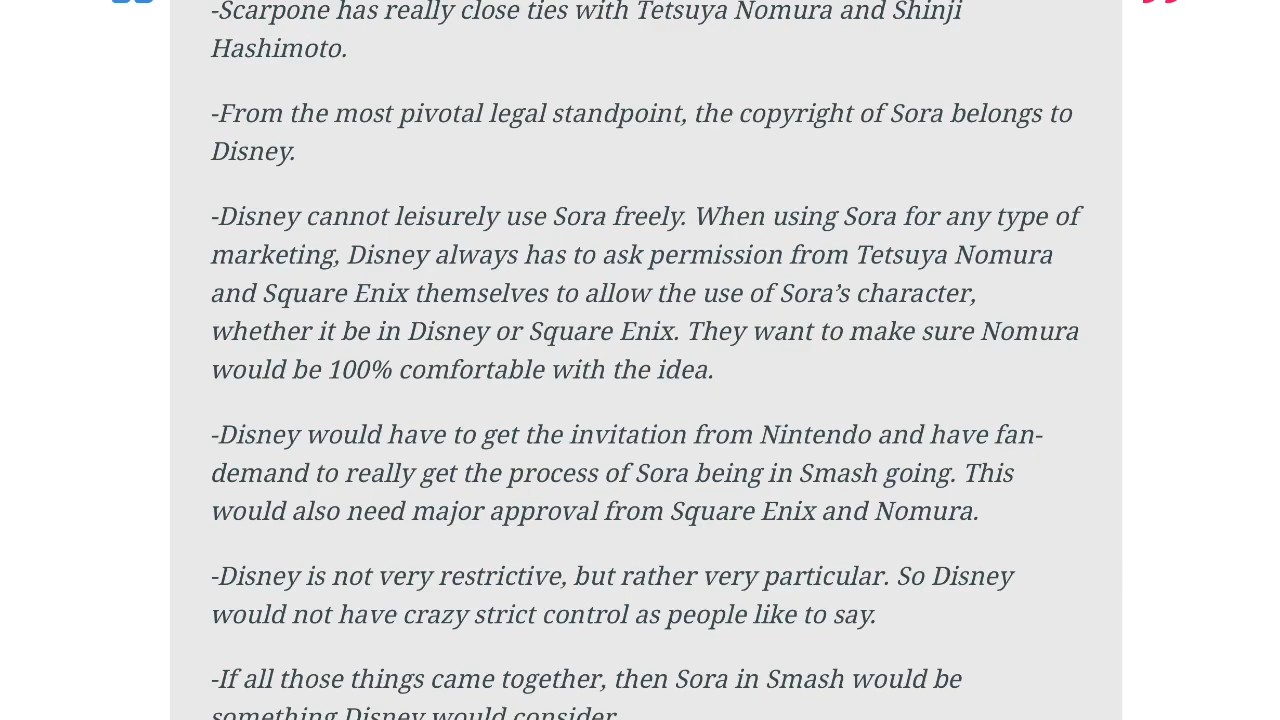 -Scarpone has really close ties with Tetsuya Nomura and Shinji
Hashimoto.
-From the most pivotal legal standpoint, the copyright of Sora belongs to
Disney.
-Disney cannot leisurely use Sora freely. When using Sora for any type of
marketing, Disney always has to ask permission from Tetsuya Nomura
and Square Enix themselves to allow the use of Sora’s character,
whether it be in Disney or Square Enix. They want to make sure Nomura
would be 100% comfortable with the idea.
-Disney would have to get the invitation from Nintendo and have fan-
demand to really get the process of Sora being in Smash going. This
would also need major approval from Square Enix and Nomura.
-Disney is not very restrictive, but rather very particular. So Disney
would not have crazy strict control as people like to say.
-If all those things came together, then Sora in Smash would be
something Disney would consider.